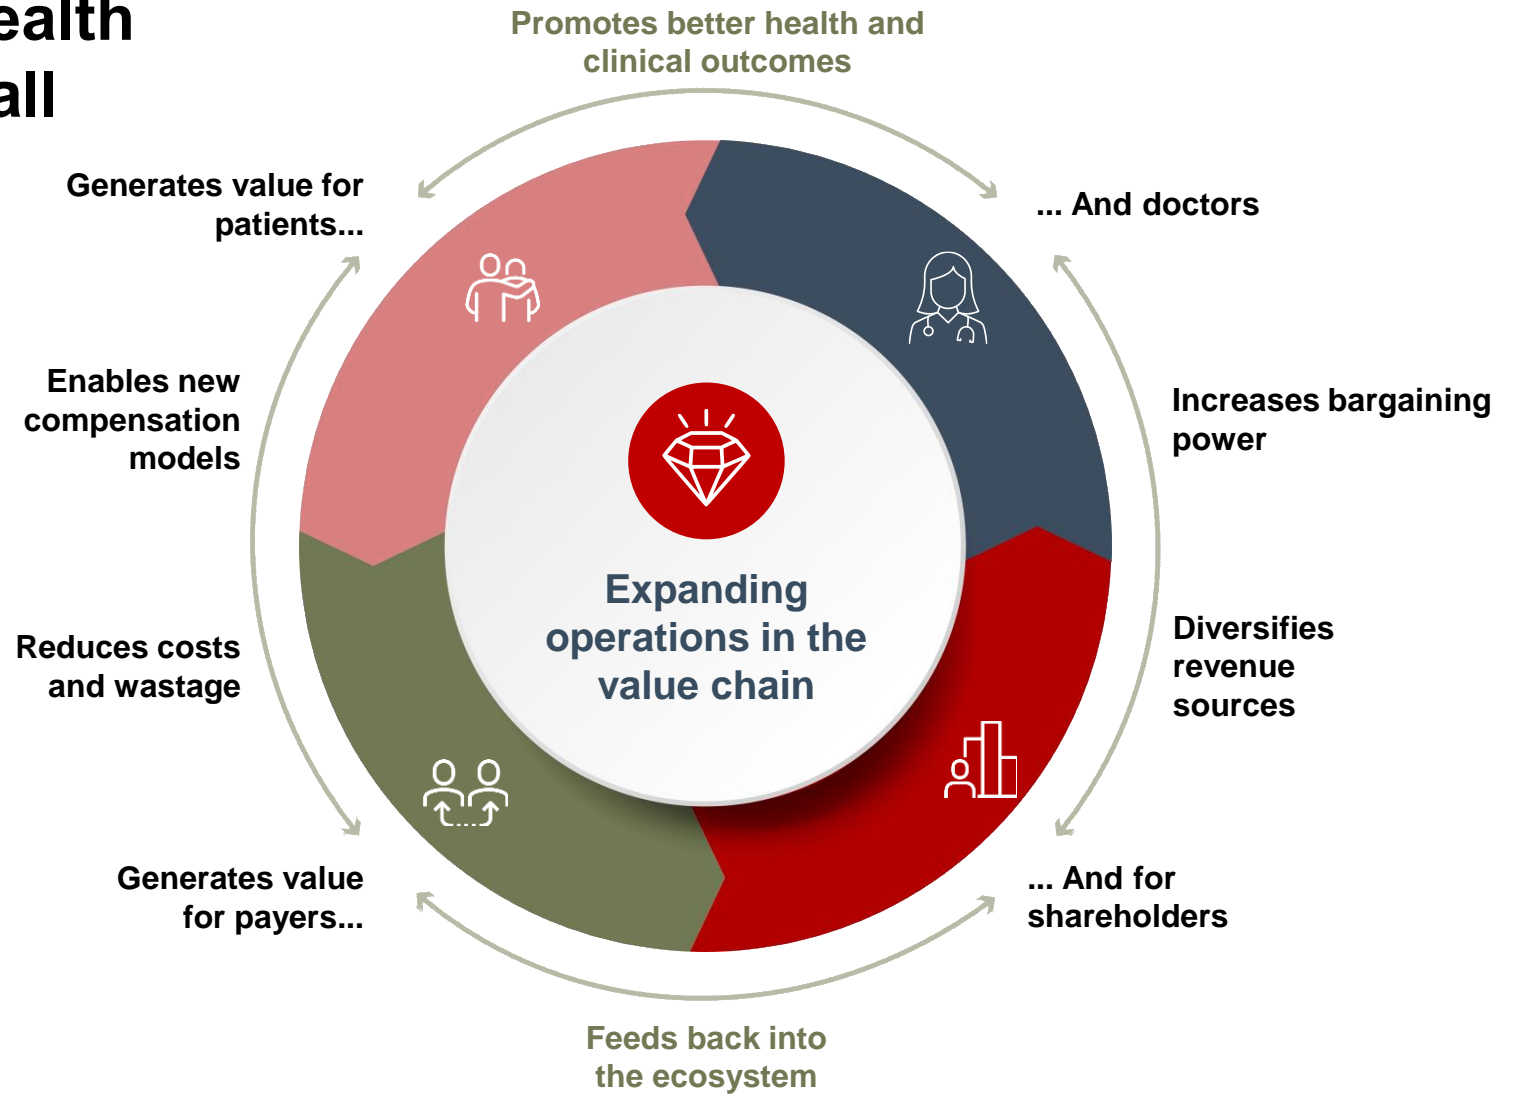 Promotes better health and
clinical outcomes
all
Generates value for
patients...
... And doctors
Enables new
compensation
models
Increases bargaining
power
Expanding
operations in the
value chain
Reduces costs
and wastage
Diversifies
revenue
sources
Generates value
for payers...
... And for
shareholders
Feeds back into
the ecosystem